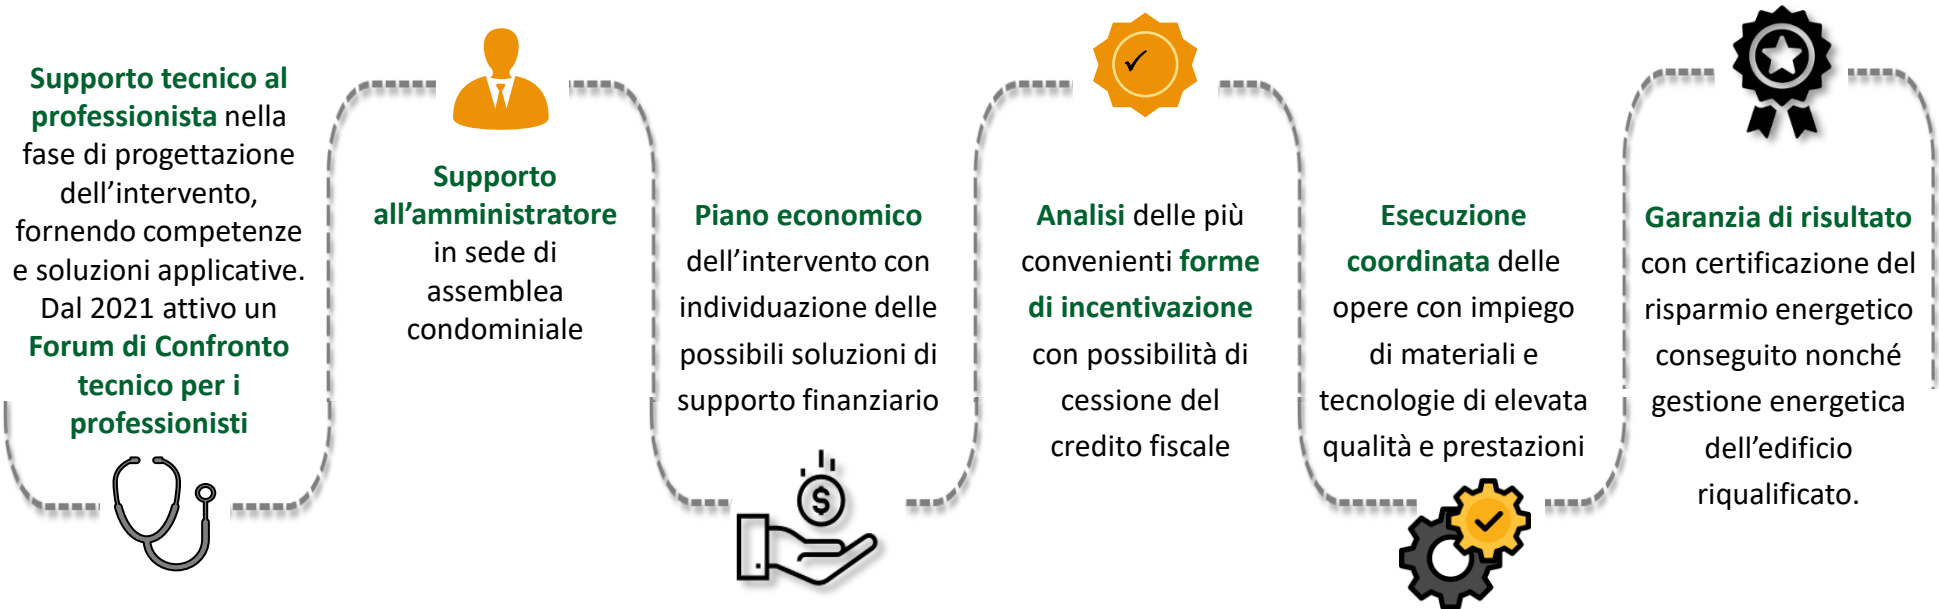 Supporto tecnico al
professionista nella
fase di progettazione
dell’intervento,
fornendo competenze
e soluzioni applicative.
Dal 2021 attivo un
Forum di Confronto
tecnico per i
professionisti
Supporto
all’amministratore
in sede di
assemblea
condominiale
Piano economico
dell’intervento con
individuazione delle
possibili soluzioni di
supporto finanziario
$
Analisi delle più
convenienti forme
di incentivazione
con possibilità di
cessione del
credito fiscale
Esecuzione
coordinata delle
opere con impiego
di materiali e
tecnologie di elevata
qualità e prestazioni
Garanzia di risultato
con certificazione del
risparmio energetico
conseguito nonché
gestione energetica
dell’edificio
riqualificato.